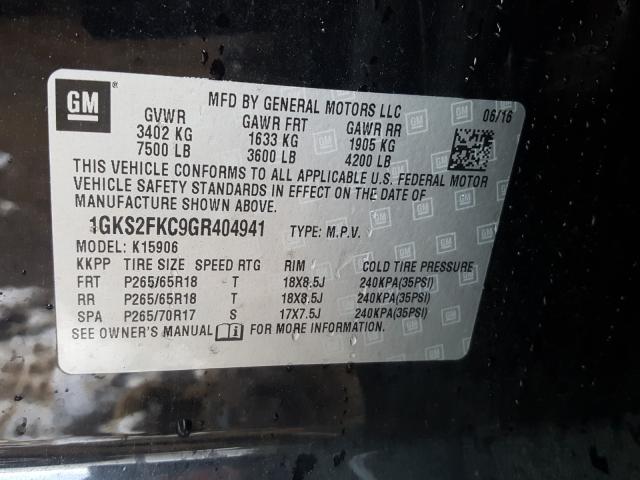 GM
MFD BY GENERAL MOTORS LLC 06/16
GVWR GAWR FRT GAWR RR
3402 KG 1633 KG 1905 KG
7500 LB 3600 LB 4200 LB
THIS VEHICLE CONFORMS TO ALL APPLICABLE U.S. FEDERAL MOTOR
VEHICLE SAFETY STANDARDS IN EFFECT ON THE DATE OF
MANUFACTURE SHOWN ABOVE.
1GKS2FKC9GR404941 TYPE: M.P.V.
MODEL: K15906
KKPP TIRE SIZE SPEED RTG RIM COLD TIRE PRESSURE
FRT P265/65R18 T 18X8.5J 240KPA(35PSI)
RR P265/65R18 T 18X8.5J 240KPA(35PSI)
SPA P265/70R17 S 17X7.5J 240KPA(35PSI)
SEE OWNER'S MANUAL FOR MORE INFORMATION.